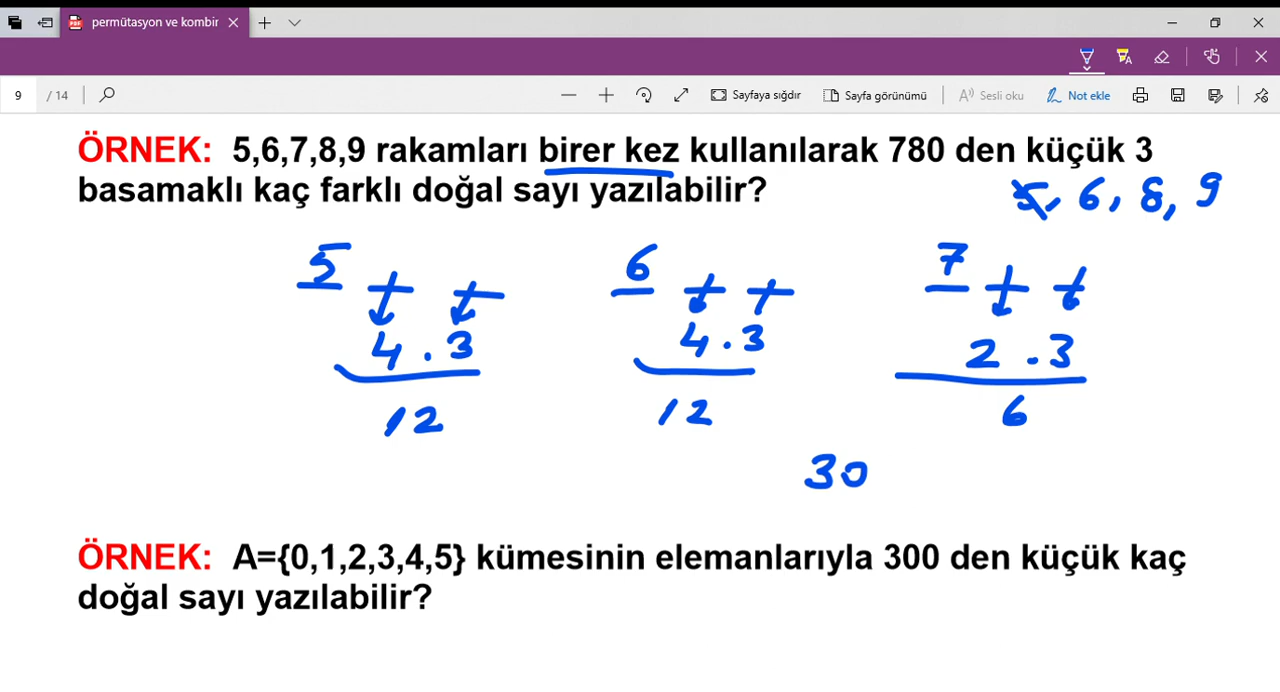 permütasyon ve kombir
9 / 14 Sayfaya sığdır Sayfa görünümü Sesli oku Not ekle
ÖRNEK: 5,6,7,8,9 rakamları birer kez kullanılarak 780 den küçük 3
basamaklı kaç farklı doğal sayı yazılabilir?
5, 6, 8, 9
5 6 7
4 . 3 4 . 3 2 . 3
12 12 6
30
ÖRNEK: A={0,1,2,3,4,5} kümesinin elemanlarıyla 300 den küçük kaç
doğal sayı yazılabilir?